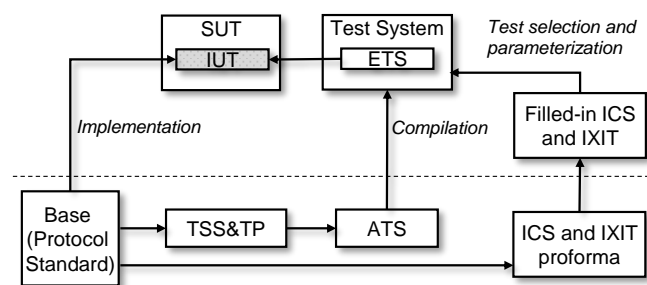 SUT
IUT
Test System
ETS
Test selection and
parameterization
Implementation
Compilation
Filled-in ICS
and IXIT
Base
(Protocol
Standard)
TSS&TP
ATS
ICS and IXIT
proforma